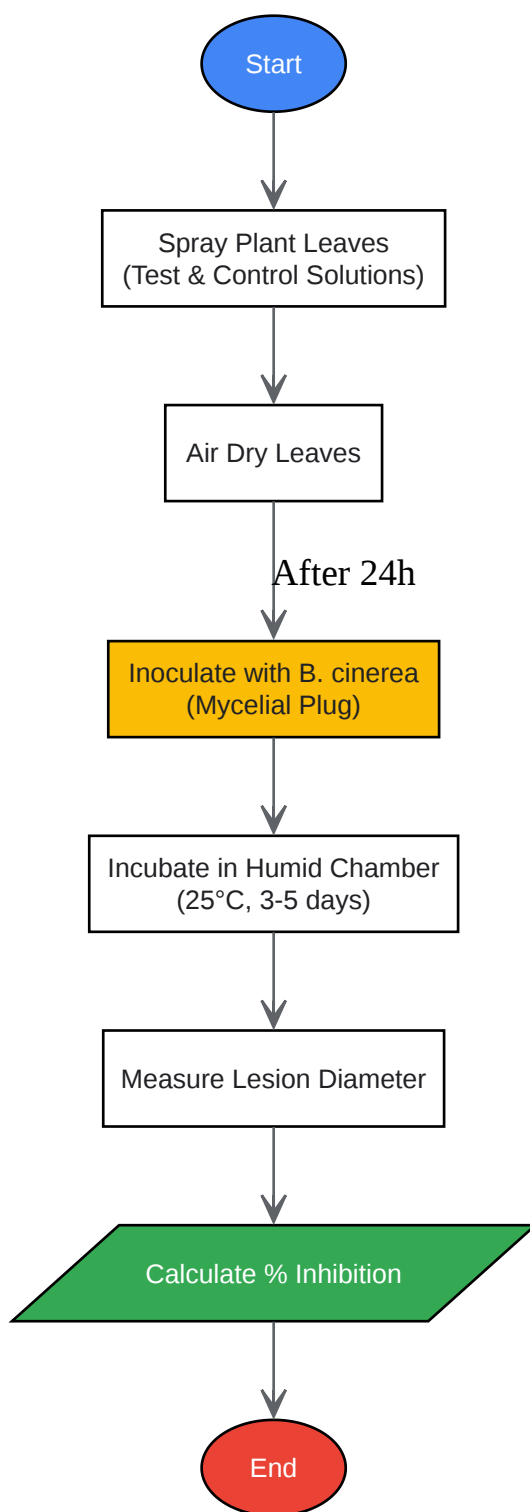 Start
Spray Plant Leaves
(Test & Control Solutions)
Air Dry Leaves
After 24h
Inoculate with B. cinerea
(Mycelial Plug)
Incubate in Humid Chamber
(25°C, 3-5 days)
Measure Lesion Diameter
Calculate % Inhibition
End